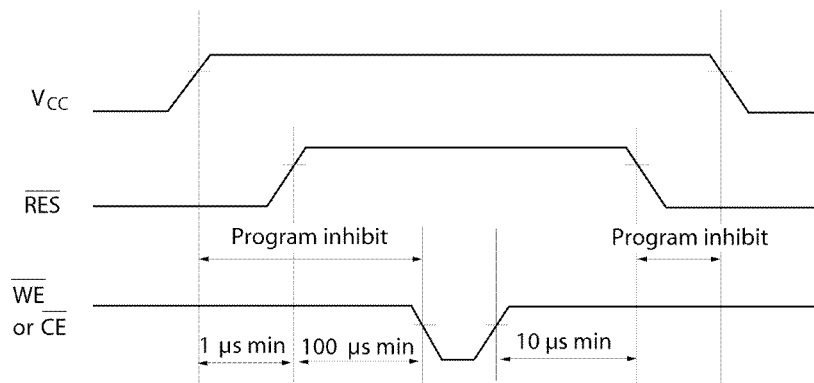 VCC
RES
Program inhibit
Program inhibit
WE
or CE
1 µs min
100 µs min
10 µs min